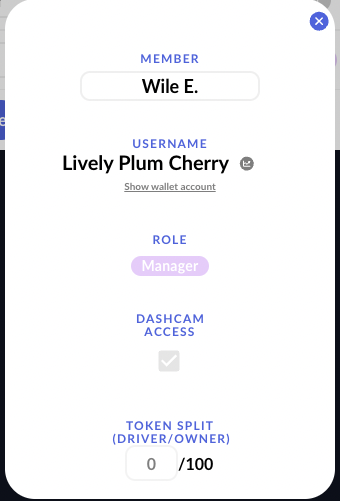 MEMBER
Wile E.
USERNAME
Lively Plum Cherry
Show wallet account
ROLE
Manager
DASHCAM
ACCESS
TOKEN SPLIT
(DRIVER/OWNER)
0 /100